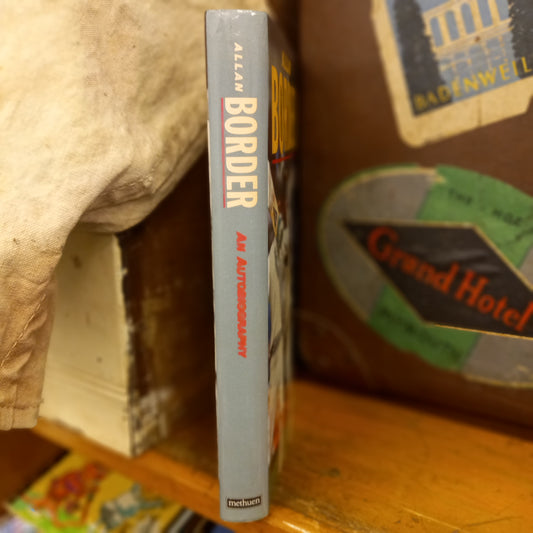 ALLAN
BORDER
AN AUTOBIOGRAPHY
methuen
BADENWEIL
Grand Hotel